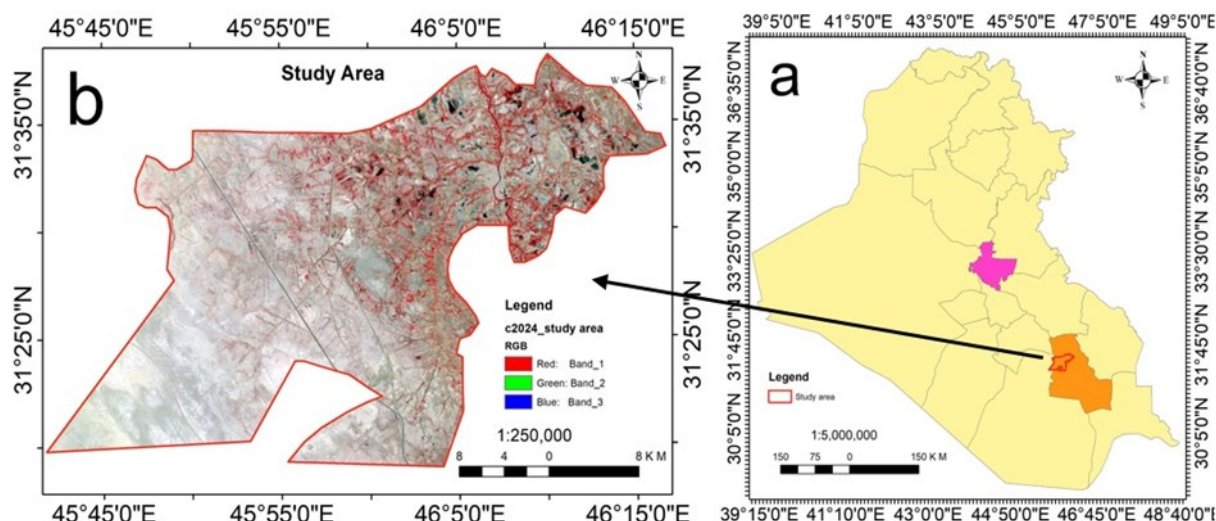 45°45'0"E 45°55'0"E 46°5'0"E 46°15'0"E
b
Study Area
N
W E
S
31°35'0"N
31°25'0"N
31°35'0"N
31°25'0"N
Legend
c2024_study area
RGB
Red: Band_1
Green: Band_2
Blue: Band_3
1:250,000
8 4 0 8 K M
45°45'0"E 45°55'0"E 46°5'0"E 46°15'0"E
39°5'0"E 41°50'0"E 44°55'0"E 47°50'0"E 49°5'0"E
a
N
W E
S
36°35'0"N
35°0'0"N
33°25'0"N
31°45'0"N
30°5'0"N
36°40'0"N
35°5'0"N
33°30'0"N
31°45'0"N
30°5'0"N
Legend
Study area
1:5,000,000
150 75 0 150 K M
39°15'0"E 41°10'0"E 43°0'0"E 44°50'0"E 46°45'0"E 48°40'0"E